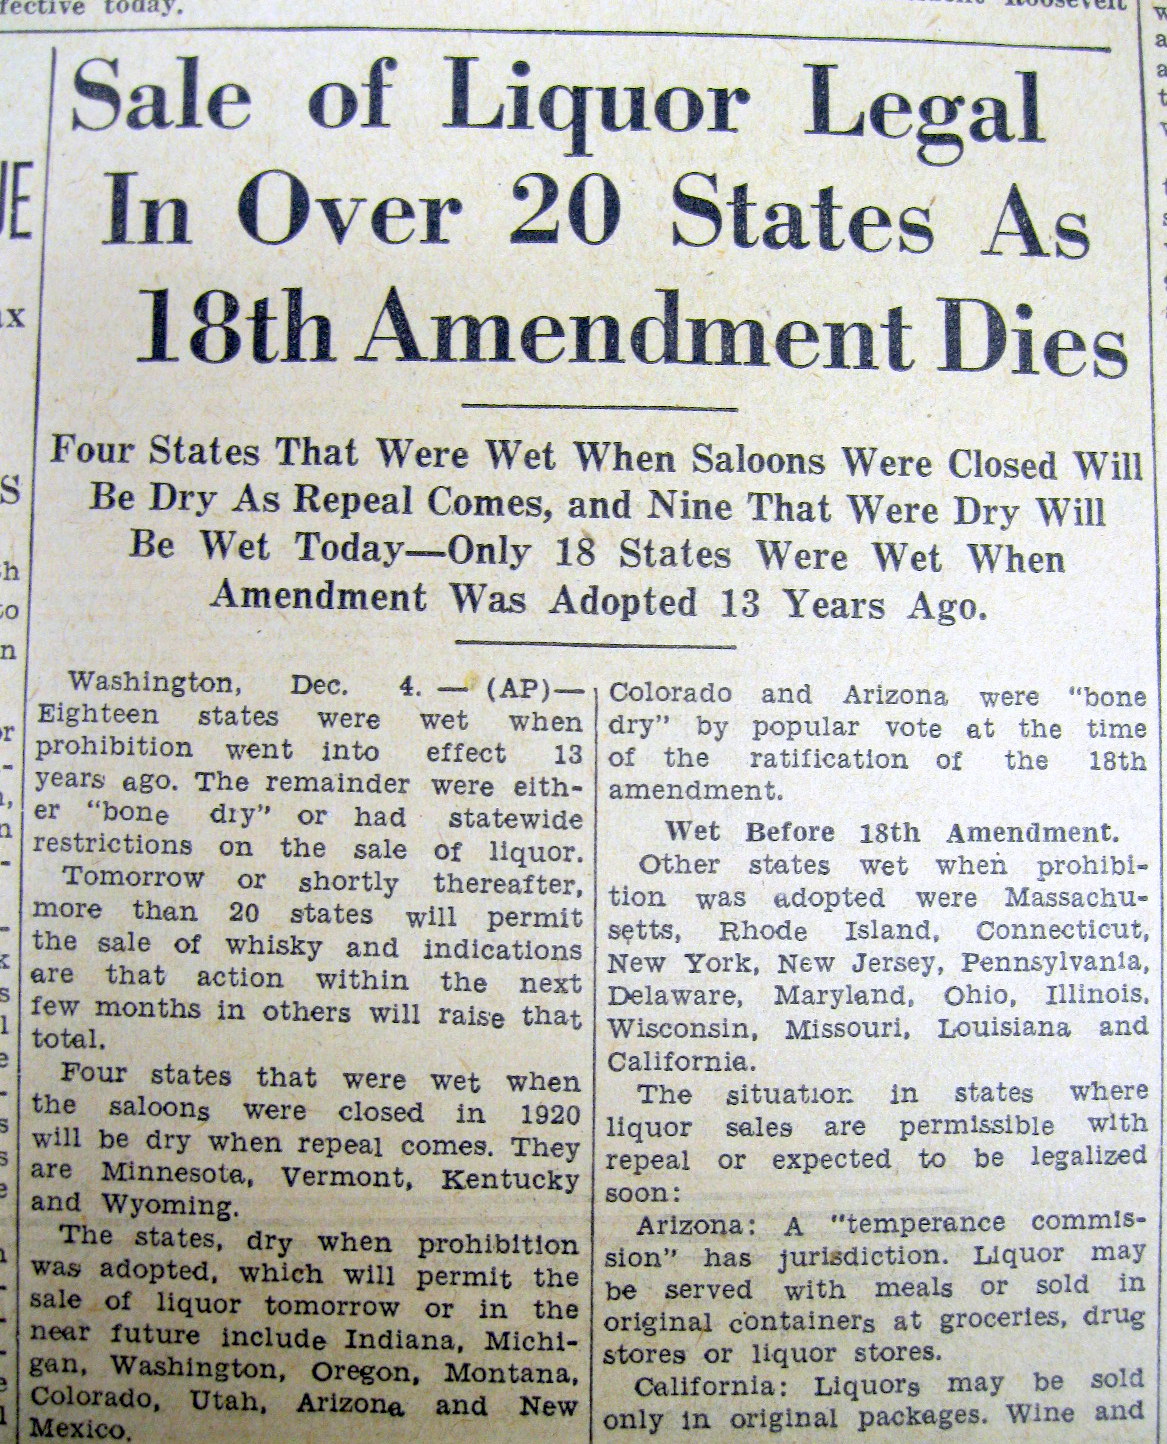 fective today.
Roosevelt
Sale of Liquor Legal
In Over 20 States As
18th Amendment Dies
Four States That Were Wet When Saloons Were Closed Will
Be Dry As Repeal Comes, and Nine That Were Dry Will
Be Wet Today—Only 18 States Were Wet When
Amendment Was Adopted 13 Years Ago.
Washington, Dec. 4. — (AP)—
Eighteen states were wet when
prohibition went into effect 13
years ago. The remainder were eith-
er "bone dry" or had statewide
restrictions on the sale of liquor.
Tomorrow or shortly thereafter,
more than 20 states will permit
the sale of whisky and indications
are that action within the next
few months in others will raise that
total.
Four states that were wet when
the saloons were closed in 1920
will be dry when repeal comes. They
are Minnesota, Vermont, Kentucky
and Wyoming.
The states, dry when prohibition
was adopted, which will permit the
sale of liquor tomorrow or in the
near future include Indiana, Michi-
gan, Washington, Oregon, Montana,
Colorado, Utah, Arizona and New
Mexico.
Colorado and Arizona were "bone
dry" by popular vote at the time
of the ratification of the 18th
amendment.
Wet Before 18th Amendment.
Other states wet when prohibi-
tion was adopted were Massachu-
setts, Rhode Island, Connecticut,
New York, New Jersey, Pennsylvania,
Delaware, Maryland, Ohio, Illinois,
Wisconsin, Missouri, Louisiana and
California.
The situation in states where
liquor sales are permissible with
repeal or expected to be legalized
soon:
Arizona: A "temperance commis-
sion" has jurisdiction. Liquor may
be served with meals or sold in
original containers at groceries, drug
stores or liquor stores.
California: Liquors may be sold
only in original packages. Wine and